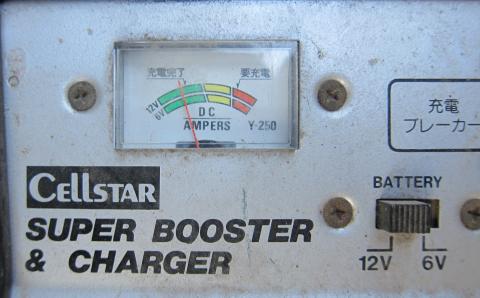 充電完了 要充電
12V
6V
DC
AMPERS Y-250
充電
ブレーカー
CELLSTAR
BATTERY
SUPER BOOSTER
& CHARGER
12V 6V